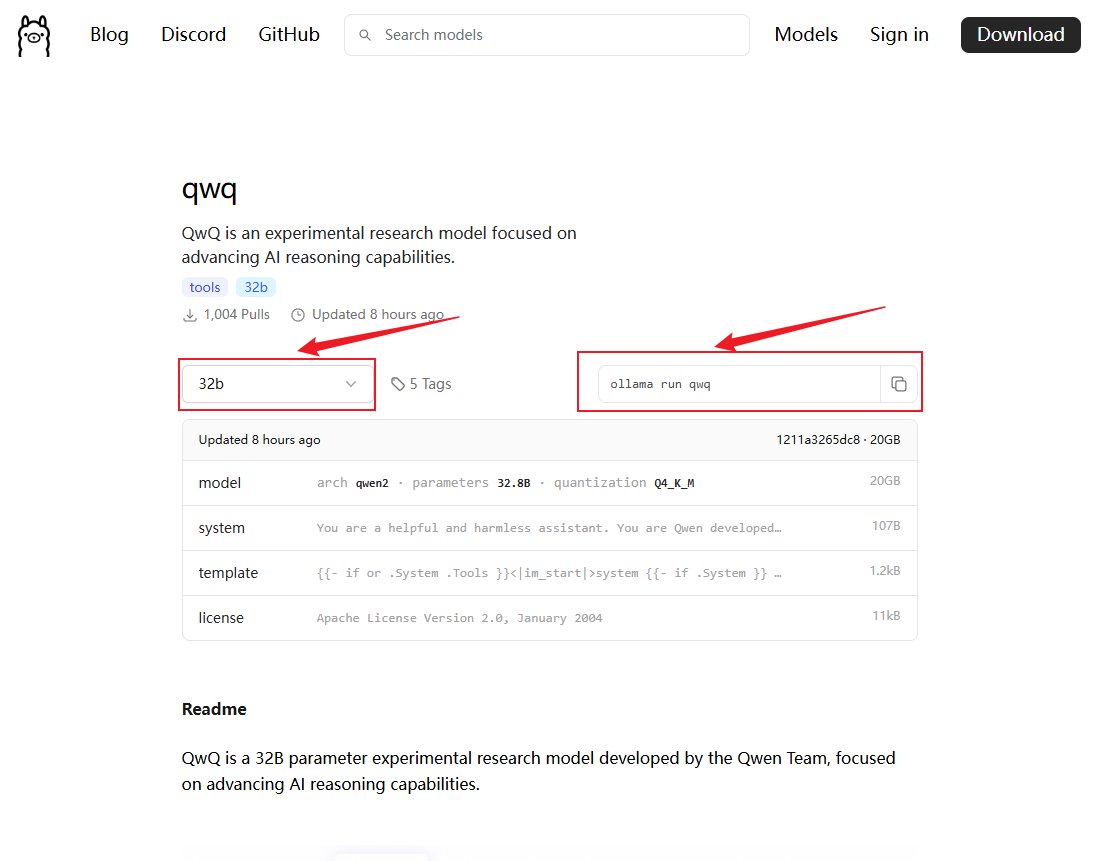 Blog Discord GitHub Search models Models Sign in Download
qwq
QwQ is an experimental research model focused on
advancing AI reasoning capabilities.
tools 32b
1,004 Pulls Updated 8 hours ago
32b 5 Tags ollama run qwq
Updated 8 hours ago 1211a3265dc8 · 20GB
model arch qwen2 · parameters 32.8B · quantization Q4_K_M 20GB
system You are a helpful and harmless assistant. You are Qwen developed… 107B
template {{- if or .System .Tools }}<|im_start|>system {{- if .System }} … 1.2kB
license Apache License Version 2.0, January 2004 11kB
Readme
QwQ is a 32B parameter experimental research model developed by the Qwen Team, focused
on advancing AI reasoning capabilities.